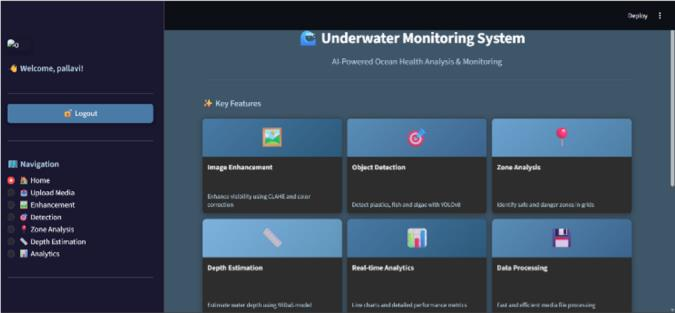 Deploy
Welcome, pallavi!
Logout
Navigation
Home
Upload Media
Enhancement
Detection
Zone Analysis
Depth Estimation
Analytics
Underwater Monitoring System
AI-Powered Ocean Health Analysis & Monitoring
Key Features
Image Enhancement
Enhance visibility using CLAHE and color
correction
Object Detection
Detect plastics, fish and algae with YOLOv8
Zone Analysis
Identify safe and danger zones in grids
Depth Estimation
Estimate water depth using MiDaS model
Real-time Analytics
Live charts and detailed performance metrics
Data Processing
Fast and efficient media file processing